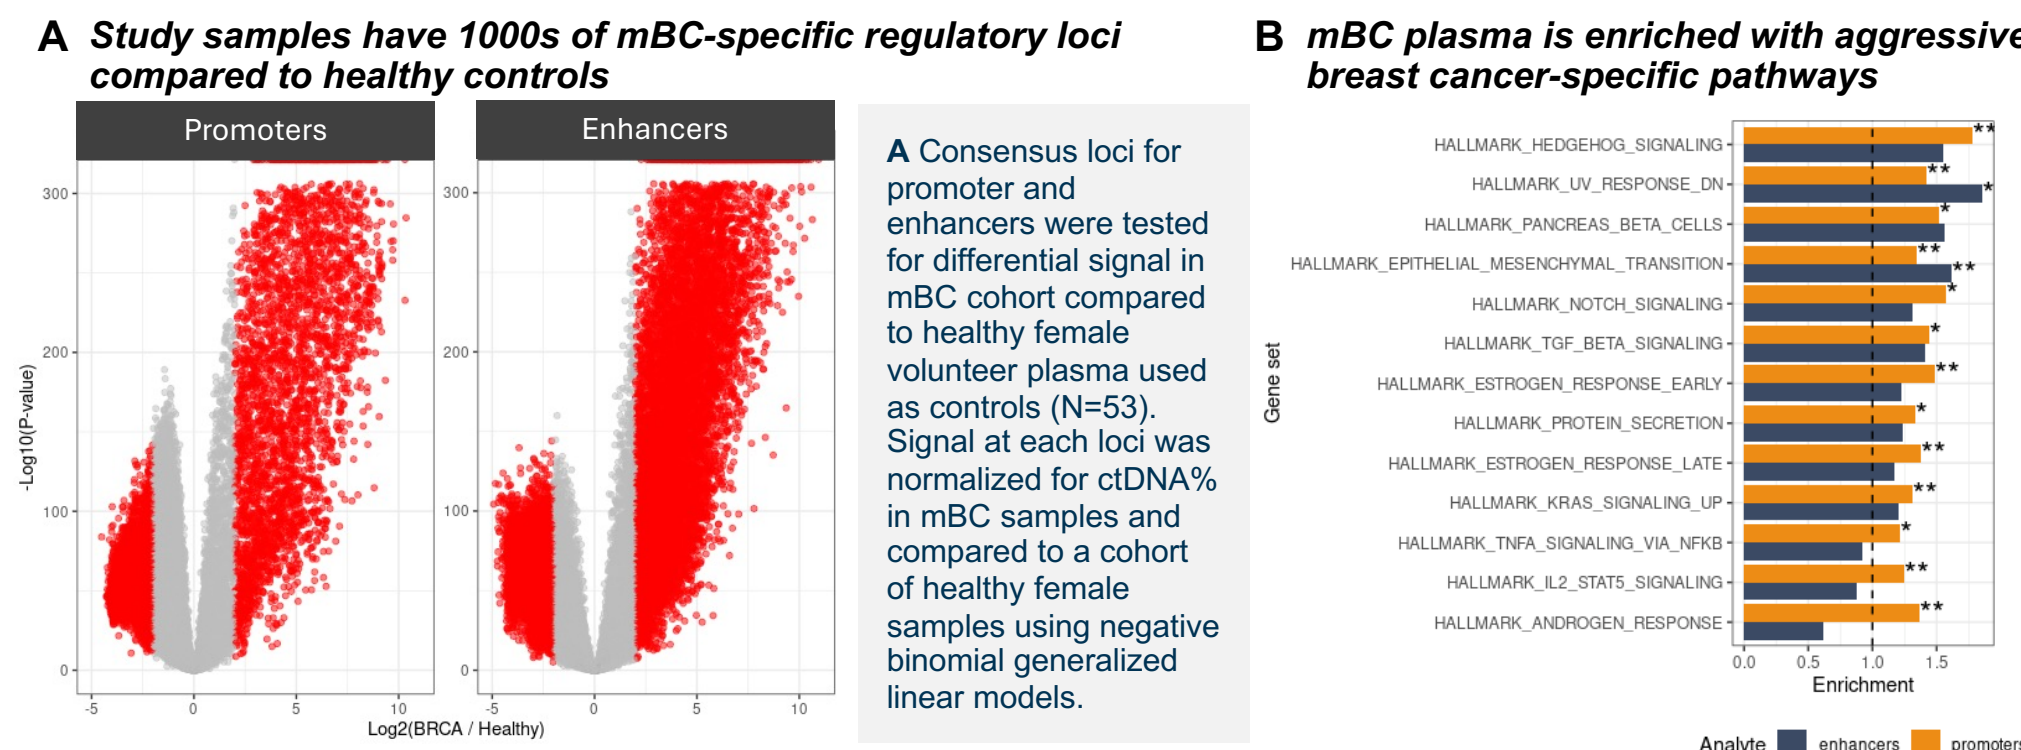 A Study samples have 1000s of mBC-specific regulatory loci
compared to healthy controls
Promoters
Enhancers
-Log10(P-value)
300
200
100
0
300
200
100
0
-5 0 5 10
-5 0 5 10
Log2(BRCA / Healthy)
A Consensus loci for
promoter and
enhancers were tested
for differential signal in
mBC cohort compared
to healthy female
volunteer plasma used
as controls (N=53).
Signal at each loci was
normalized for ctDNA%
in mBC samples and
compared to a cohort
of healthy female
samples using negative
binomial generalized
linear models.
B mBC plasma is enriched with aggressive
breast cancer-specific pathways
Gene set
HALLMARK_HEDGEHOG_SIGNALING **
HALLMARK_UV_RESPONSE_DN **
*
HALLMARK_PANCREAS_BETA_CELLS *
HALLMARK_EPITHELIAL_MESENCHYMAL_TRANSITION **
**
HALLMARK_NOTCH_SIGNALING *
HALLMARK_TGF_BETA_SIGNALING *
HALLMARK_ESTROGEN_RESPONSE_EARLY **
HALLMARK_PROTEIN_SECRETION *
HALLMARK_ESTROGEN_RESPONSE_LATE **
HALLMARK_KRAS_SIGNALING_UP **
HALLMARK_TNFA_SIGNALING_VIA_NFKB *
HALLMARK_IL2_STAT5_SIGNALING **
HALLMARK_ANDROGEN_RESPONSE **
0.0 0.5 1.0 1.5
Enrichment
Analyte enhancers promoters